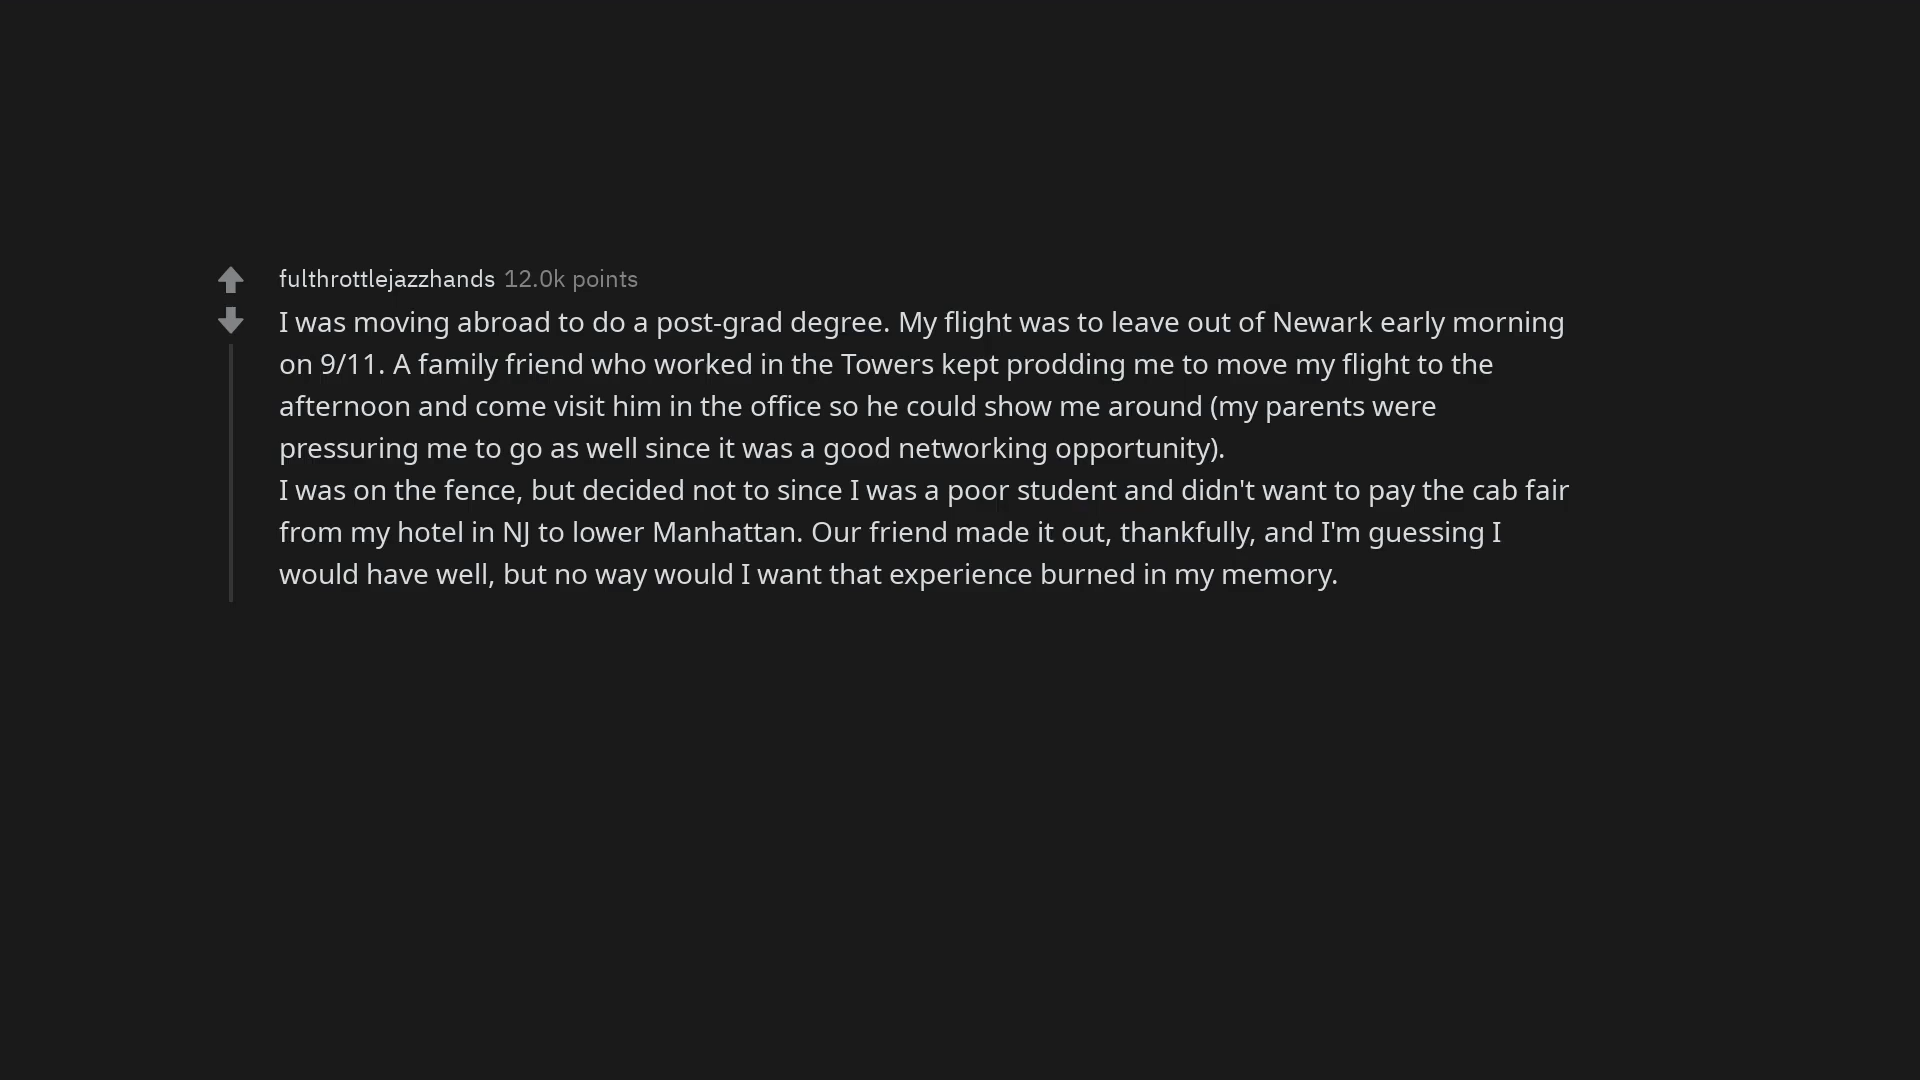 fulthrottlejazzhands 12.0k points
I was moving abroad to do a post-grad degree. My flight was to leave out of Newark early morning
on 9/11. A family friend who worked in the Towers kept prodding me to move my flight to the
afternoon and come visit him in the office so he could show me around (my parents were
pressuring me to go as well since it was a good networking opportunity).
I was on the fence, but decided not to since I was a poor student and didn't want to pay the cab fair
from my hotel in NJ to lower Manhattan. Our friend made it out, thankfully, and I'm guessing I
would have well, but no way would I want that experience burned in my memory.